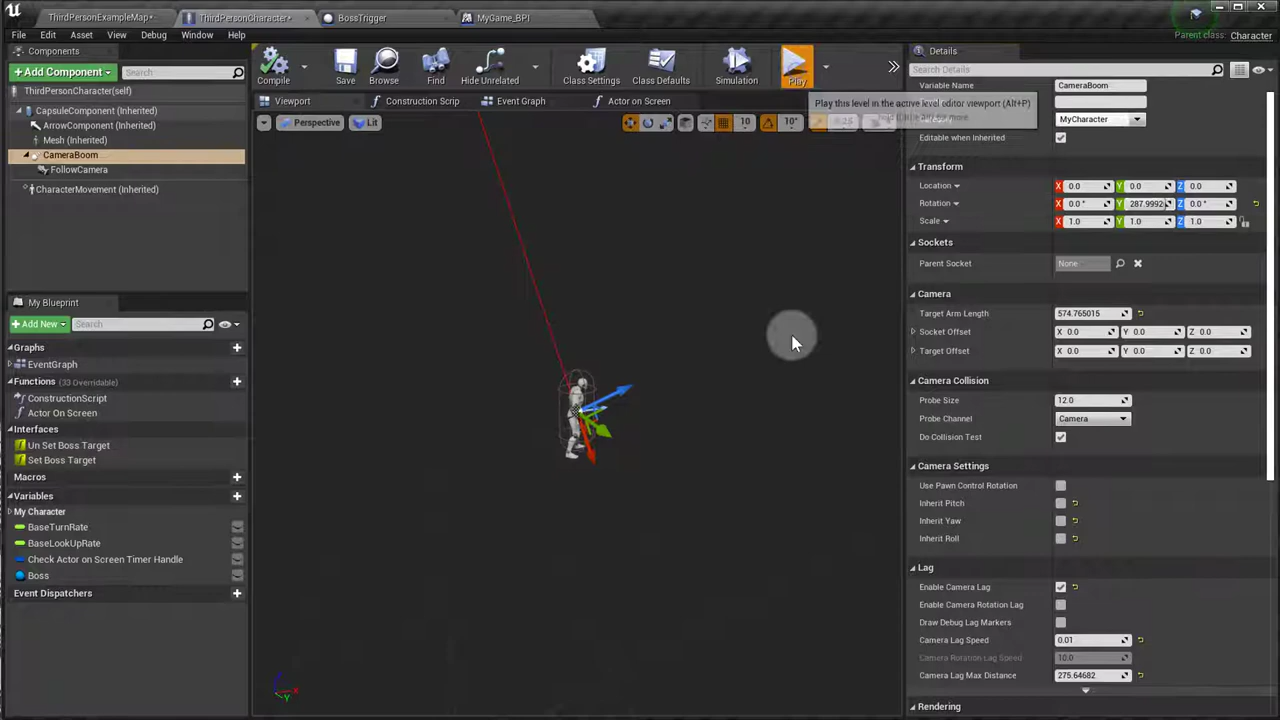 ThirdPersonExampleMap*
ThirdPersonCharacter*
BossTrigger
MyGame_BPI
File Edit Asset View Debug Window Help
Parent class: Character
Components
+ Add Component
Search
ThirdPersonCharacter(self)
CapsuleComponent (Inherited)
ArrowComponent (Inherited)
Mesh (Inherited)
CameraBoom
FollowCamera
CharacterMovement (Inherited)
My Blueprint
+ Add New
Search
Graphs
EventGraph
Functions (33 Overridable)
ConstructionScript
Actor On Screen
Interfaces
Un Set Boss Target
Set Boss Target
Macros
Variables
My Character
BaseTurnRate
BaseLookUpRate
Check Actor on Screen Timer Handle
Boss
Event Dispatchers
Compile Save Browse Find Hide Unrelated Class Settings Class Defaults Simulation Play
Viewport Construction Scrip Event Graph Actor on Screen
Perspective Lit 10 10°
Play this level in the active level editor viewport (Alt+P)
X
Y
Details
Search Details
Variable Name CameraBoom
MyCharacter
Editable when Inherited
Transform
Location X 0.0 Y 0.0 Z 0.0
Rotation X 0.0 ° Y 287.9992 Z 0.0 °
Scale X 1.0 Y 1.0 Z 1.0
Sockets
Parent Socket None
Camera
Target Arm Length 574.765015
Socket Offset X 0.0 Y 0.0 Z 0.0
Target Offset X 0.0 Y 0.0 Z 0.0
Camera Collision
Probe Size 12.0
Probe Channel Camera
Do Collision Test
Camera Settings
Use Pawn Control Rotation
Inherit Pitch
Inherit Yaw
Inherit Roll
Lag
Enable Camera Lag
Enable Camera Rotation Lag
Draw Debug Lag Markers
Camera Lag Speed 0.01
Camera Rotation Lag Speed 10.0
Camera Lag Max Distance 275.64682
Rendering